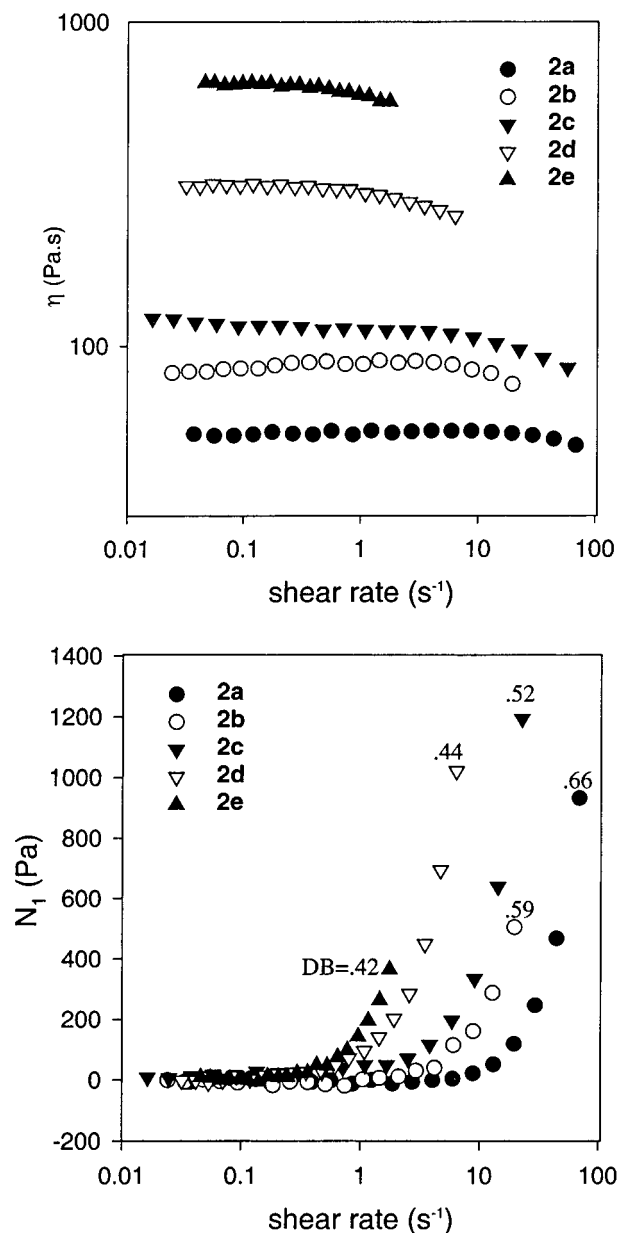 1000
2a
2b
2c
2d
2e
η (Pa.s)
100
0.01 0.1 1 10 100
shear rate (s-1)
1400
2a
.52
1200
2b
2c
.44
1000
2d
.66
2e
800
N1 (Pa)
600
.59
400
DB=.42
200
0
-200
0.01 0.1 1 10 100
shear rate (s-1)